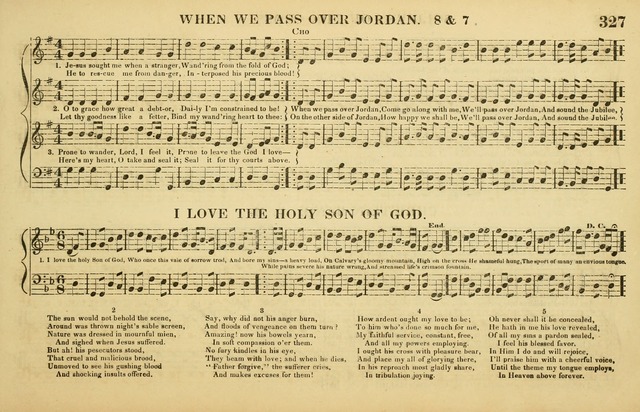 WHEN WE PASS OVER JORDAN. 8 & 7.
327
Cho
1. Je-sus sought me when a stranger, Wand'ring from the fold of God;
He to res-cue me from dan-ger, In-terposed his precious blood!
2. O to grace how great a debt-or, Dai-ly I'm constrained to be! When we pass over Jordan, Come go along with me, We'll pass over Jordan, And sound the Jubilee,
Let thy goodness like a fetter, Bind my wand'ring heart to thee: On the other side of Jordan, How happy we shall be, We'll pass over Jordan, And sound the Jubilee.
3. Prone to wander, Lord, I feel it, Prone to leave the God I love—
Here's my heart, O take and seal it; Seal it for thy courts above.
I LOVE THE HOLY SON OF GOD.
End.
D. C.
1. I love the holy Son of God, Who once this vale of sorrow trod, And bore my sins—a heavy load, On Calvary's gloomy mountain, High on the cross He shameful hung, The sport of many an envious tongue,
While pains severe his nature wrung, And streamed life's crimson fountain.
2
The sun would not behold the scene,
Around was thrown night's sable screen,
Nature was dressed in mournful mien,
And sighed when Jesus suffered.
But ah! his pesecutors stood,
That cruel and malicious brood,
Unmoved to see his gushing blood
And shocking insults offered.
3
Say, why did not his anger burn,
And floods of vengeance on them turn?
Amazing! now his bowels yearn,
In soft compassion o'er them.
No fury kindles in his eye,
They beam with love; and when he dies,
"Father forgive," the sufferer cries,
And makes excuses for them!
4
How ardent ought my love to be;
To him who's done so much for me,
My faithful service, constant, free,
And all my powers employing.
I ought his cross with pleasure bear,
and place my all of glorying there,
In his reproach most gladly share,
In tribulation joying.
5
Oh never shall it be concealed,
He hath in me his love revealed,
Of all my sins a pardon sealed,
I feel his blessed favor.
In Him I do and will rejoice,
I'll praise him with a cheerful voice,
Until the theme my tongue employs,
In Heaven above forever.